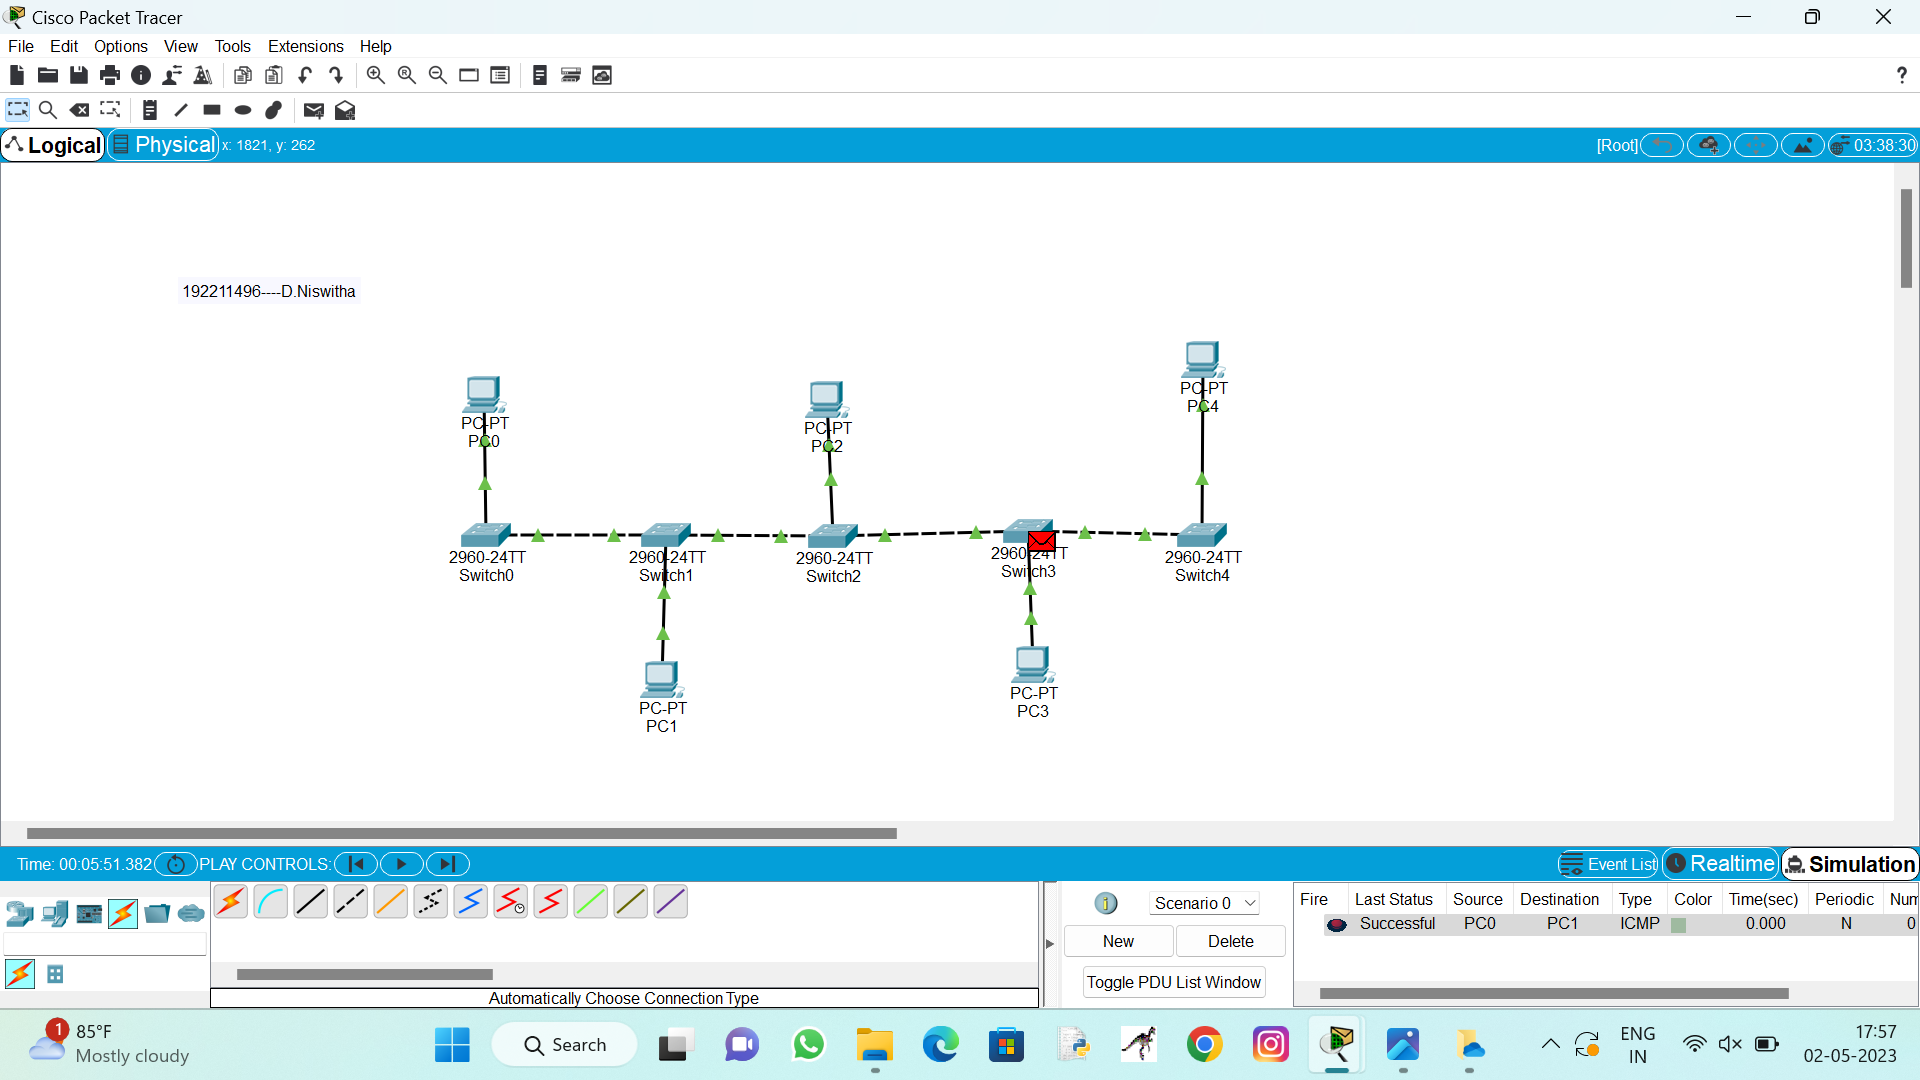 Cisco Packet Tracer
File Edit Options View Tools Extensions Help
?
Logical Physical x: 1821, y: 262 [Root] 03:38:30
192211496----D.Niswitha
PC-PT
PC4
PC-PT
PC0
PC-PT
PC2
2960-24TT
Switch0
2960-24TT
Switch1
2960-24TT
Switch2
2960-24TT
Switch3
2960-24TT
Switch4
PC-PT
PC1
PC-PT
PC3
Time: 00:05:51.382 PLAY CONTROLS: Event List Realtime Simulation
Scenario 0
New Delete
Toggle PDU List Window
Fire Last Status Source Destination Type Color Time(sec) Periodic Num
Successful PC0 PC1 ICMP 0.000 N 0
Automatically Choose Connection Type
1
85°F
Mostly cloudy
Search
ENG
IN
17:57
02-05-2023